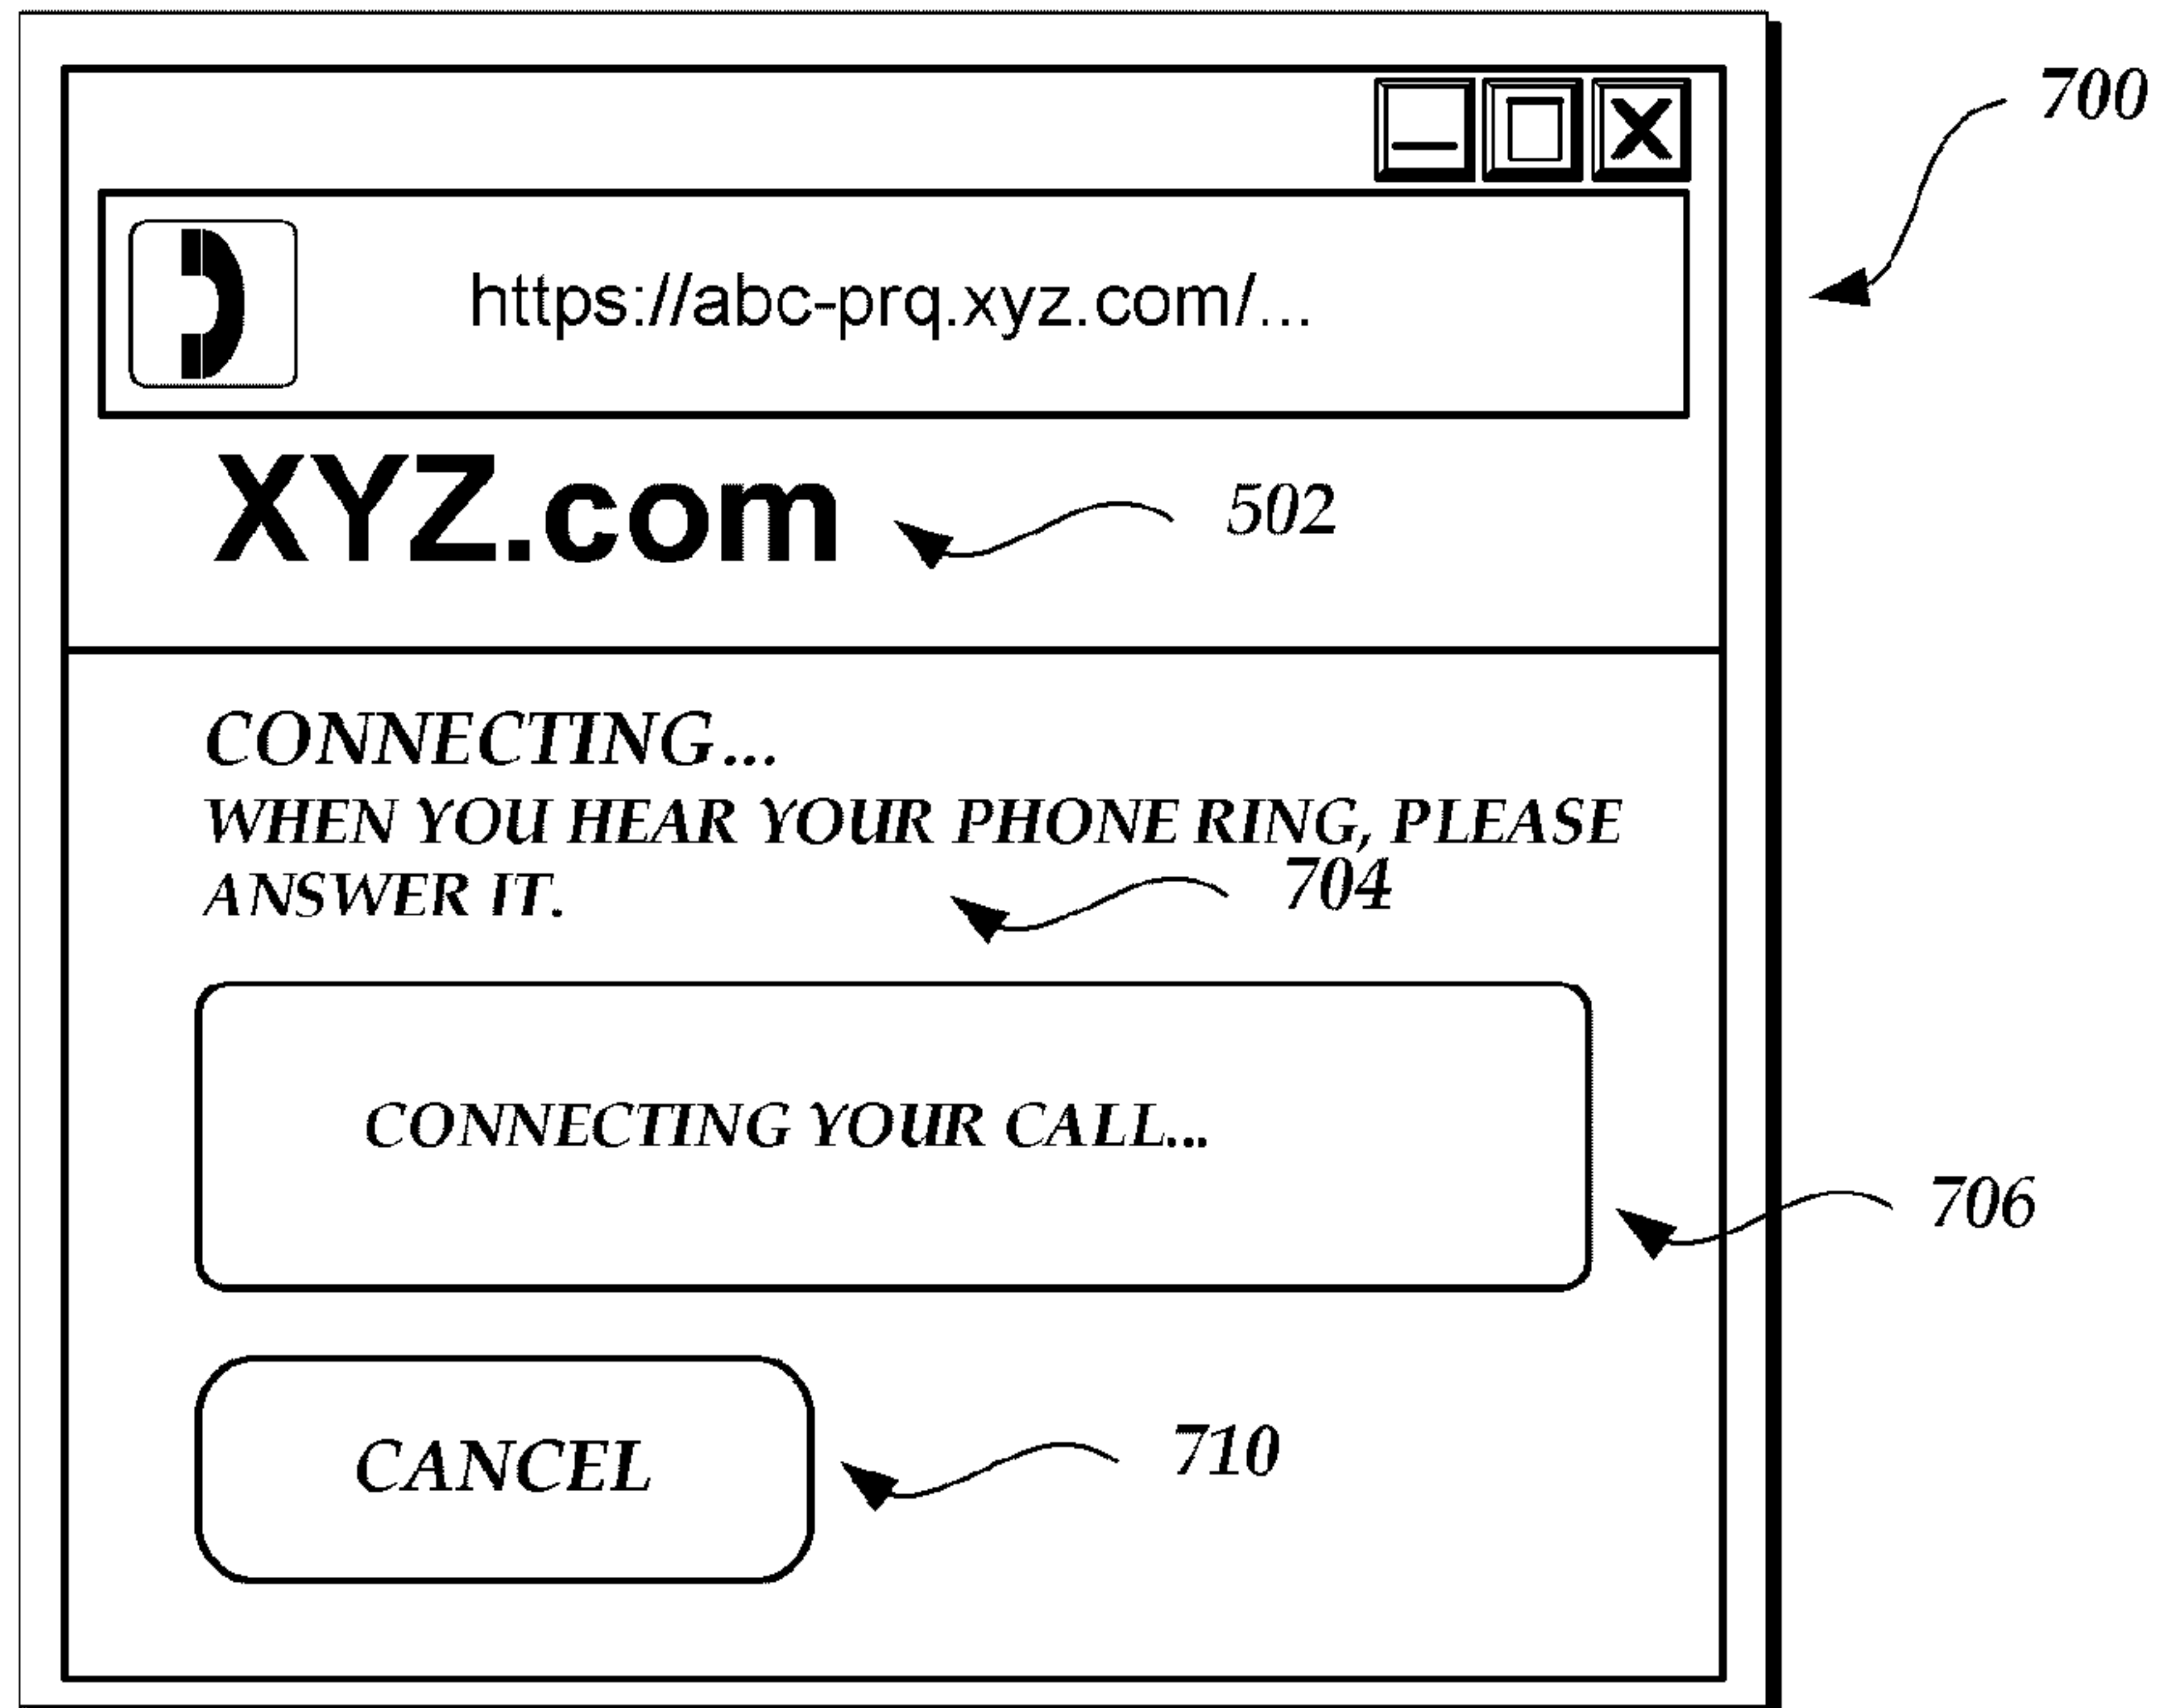 700
https://abc-prq.xyz.com/...
XYZ.com
502
CONNECTING...
WHEN YOU HEAR YOUR PHONE RING, PLEASE
ANSWER IT.
704
CONNECTING YOUR CALL...
706
CANCEL
710